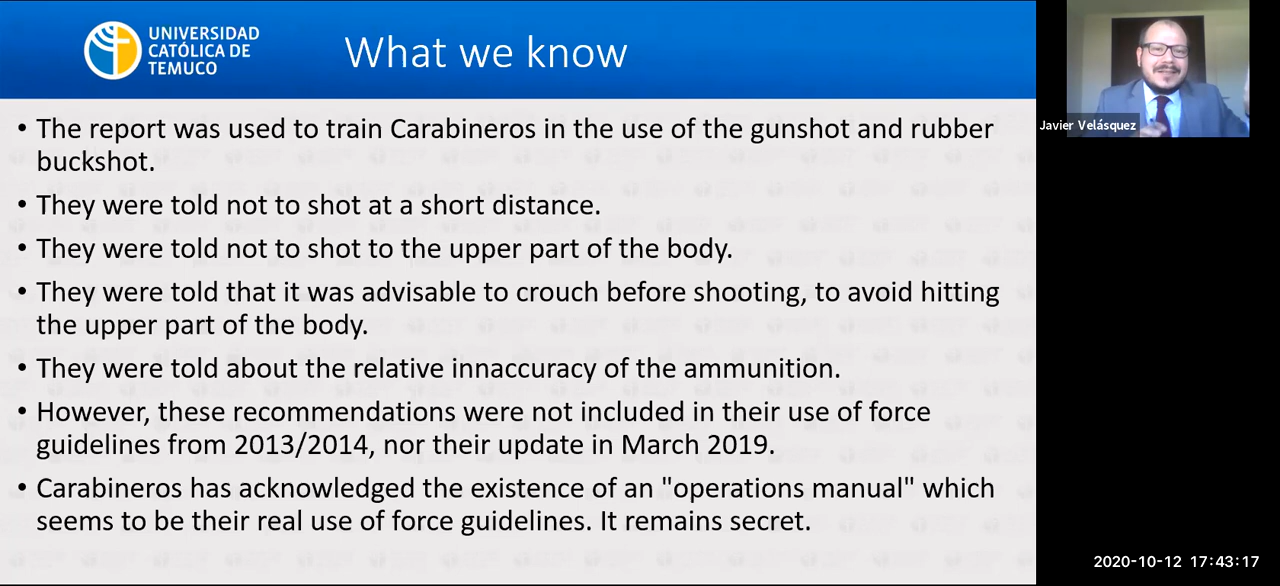 UNIVERSIDAD
CATÓLICA DE
TEMUCO
What we know
• The report was used to train Carabineros in the use of the gunshot and rubber
buckshot.
• They were told not to shot at a short distance.
• They were told not to shot to the upper part of the body.
• They were told that it was advisable to crouch before shooting, to avoid hitting
the upper part of the body.
• They were told about the relative innaccuracy of the ammunition.
• However, these recommendations were not included in their use of force
guidelines from 2013/2014, nor their update in March 2019.
• Carabineros has acknowledged the existence of an "operations manual" which
seems to be their real use of force guidelines. It remains secret.
Javier Velásquez
2020-10-12 17:43:17